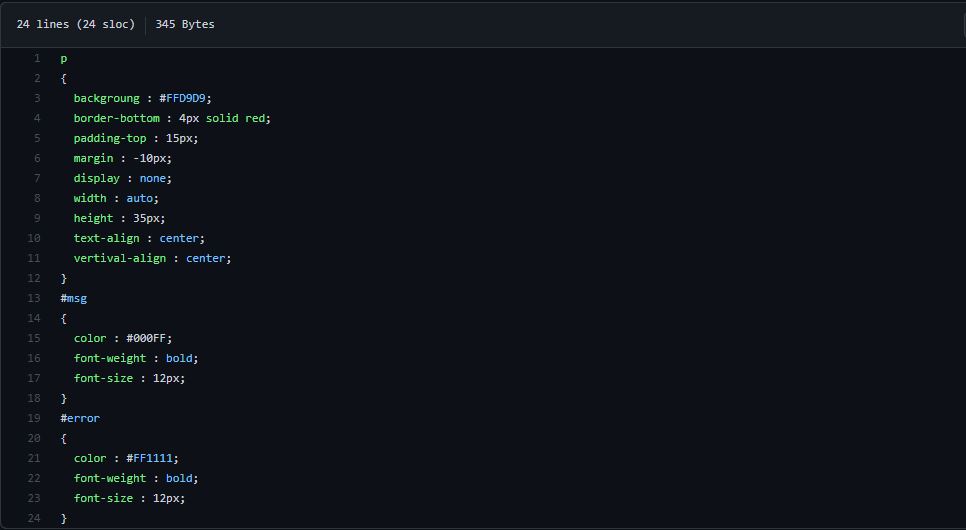 24 lines (24 sloc) 345 Bytes
1 p
2 {
3 backgroung : #FFD9D9;
4 border-bottom : 4px solid red;
5 padding-top : 15px;
6 margin : -10px;
7 display : none;
8 width : auto;
9 height : 35px;
10 text-align : center;
11 vertival-align : center;
12 }
13 #msg
14 {
15 color : #000FF;
16 font-weight : bold;
17 font-size : 12px;
18 }
19 #error
20 {
21 color : #FF1111;
22 font-weight : bold;
23 font-size : 12px;
24 }